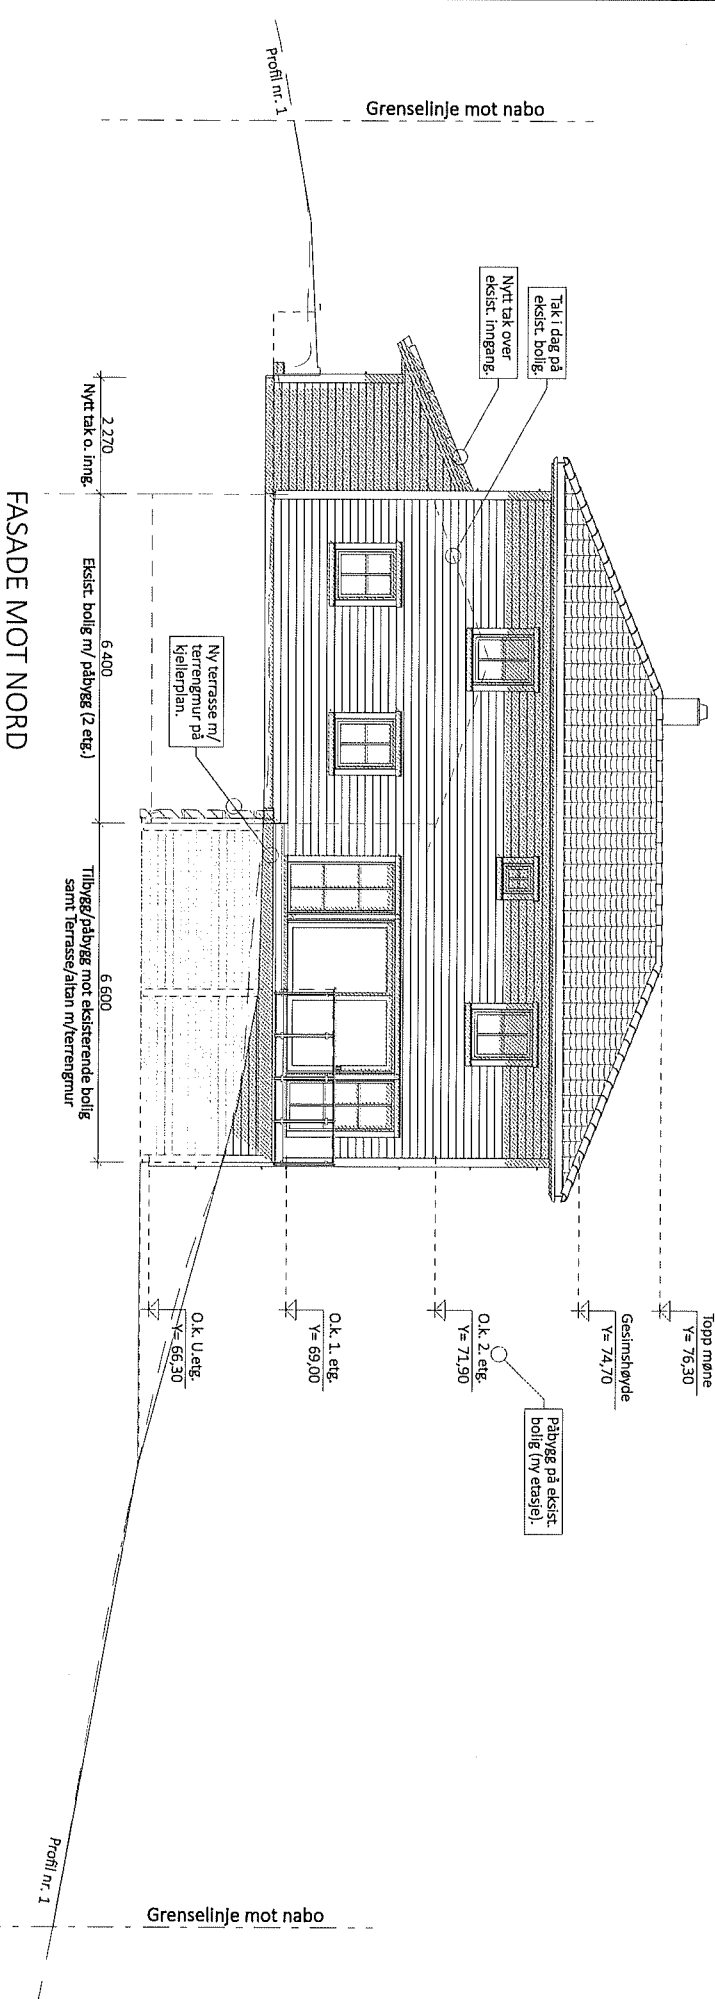 Grenselinje mot nabo
Profil nr. 1
Tak i dag på
eksist. bolig.
Nytt tak over
eksist. inngang.
Topp møne
Y= 76,30
Gesimshøyde
Y= 74,70
Påbygg på eksist.
bolig (ny etasje).
O.k. 2. etg.
Y= 71,90
O.k. 1. etg.
Y= 69,00
O.k. U.etg.
Y= 66,30
Ny terrasse m/
terrengmur på
kjellerplan.
2 270
Nytt tak o. inng.
6 400
Eksist. bolig m/ påbygg (2 etg.)
6 600
Tilbygg/påbygg mot eksisterende bolig
samt Terrasse/altan m/terrengmur
Profil nr. 1
Grenselinje mot nabo
FASADE MOT NORD